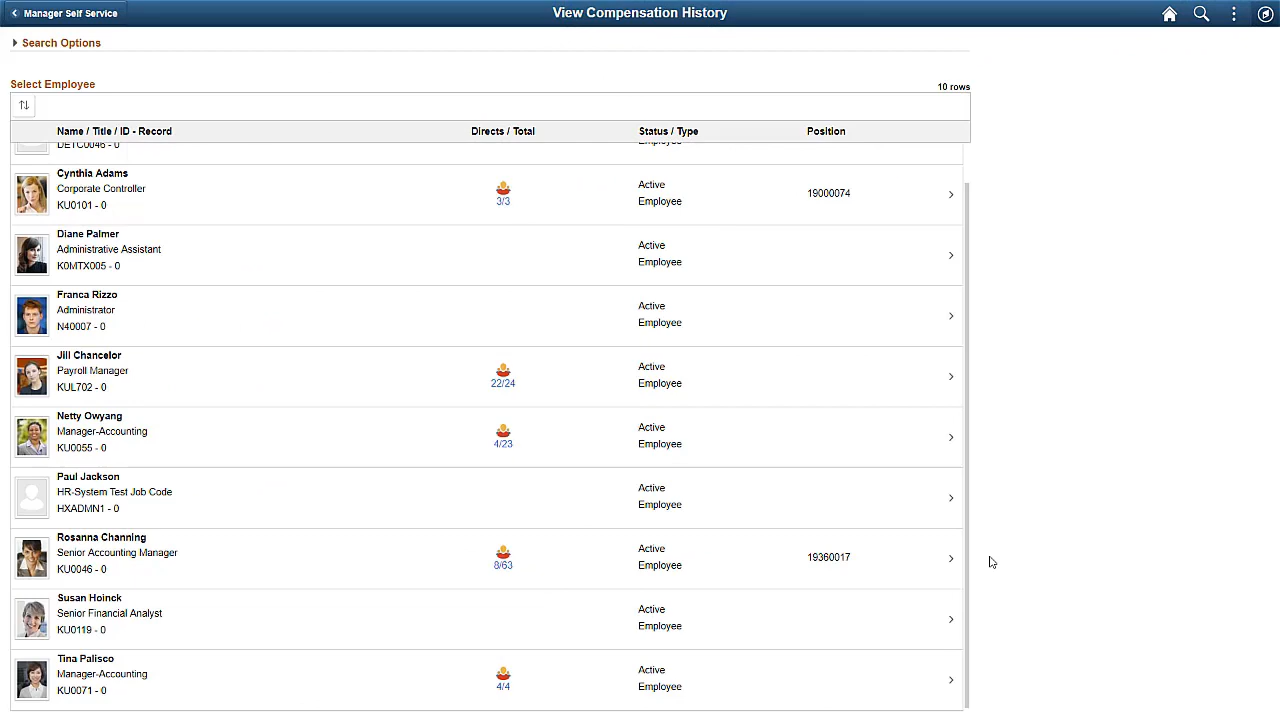 Manager Self Service
View Compensation History
Search Options
Select Employee
10 rows
Name / Title / ID - Record Directs / Total Status / Type Position
DETC0046 - 0 Employee
Cynthia Adams
Corporate Controller
KU0101 - 0
3/3
Active
Employee
19000074
Diane Palmer
Administrative Assistant
K0MTX005 - 0
Active
Employee
Franca Rizzo
Administrator
N40007 - 0
Active
Employee
Jill Chancelor
Payroll Manager
KUL702 - 0
22/24
Active
Employee
Netty Owyang
Manager-Accounting
KU0055 - 0
4/23
Active
Employee
Paul Jackson
HR-System Test Job Code
HXADMN1 - 0
Active
Employee
Rosanna Channing
Senior Accounting Manager
KU0046 - 0
8/63
Active
Employee
19360017
Susan Hoinck
Senior Financial Analyst
KU0119 - 0
Active
Employee
Tina Palisco
Manager-Accounting
KU0071 - 0
4/4
Active
Employee